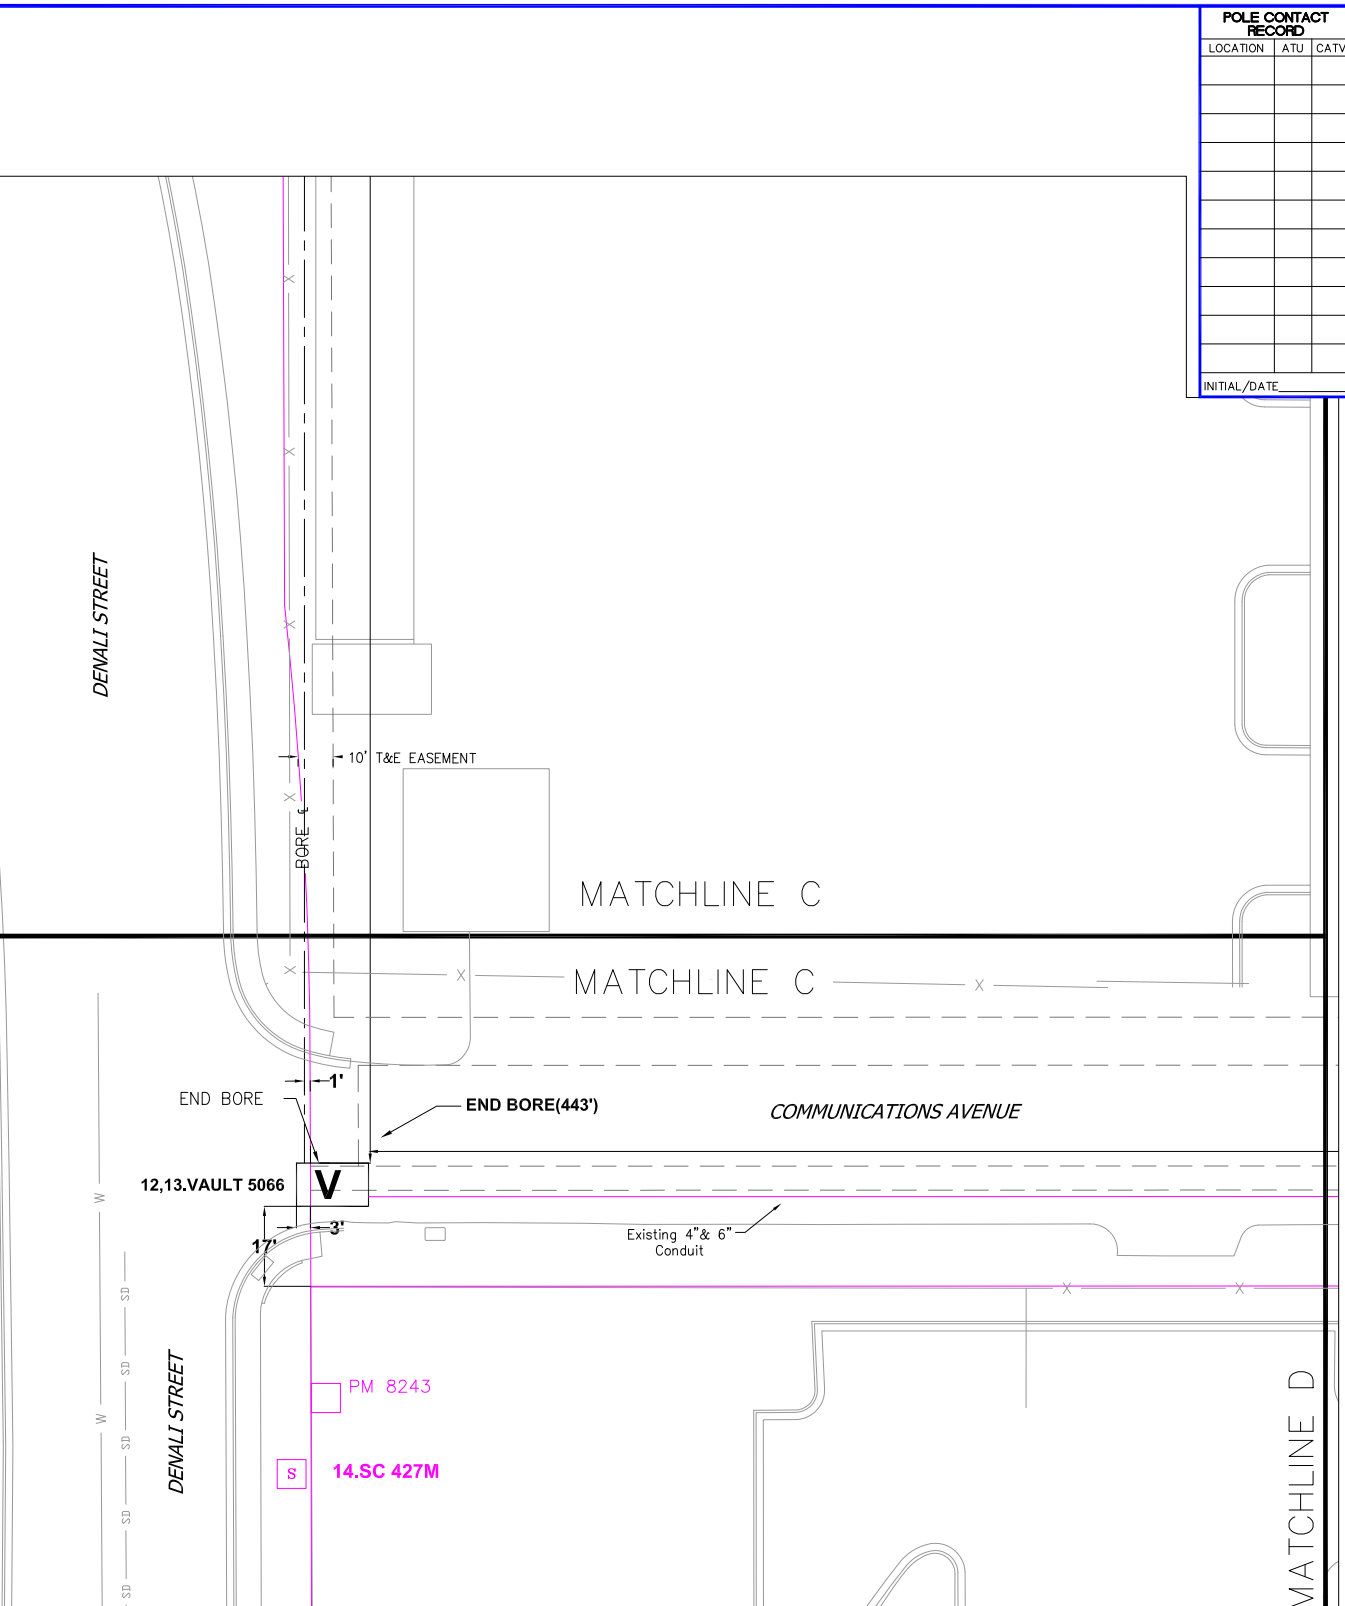 POLE CONTACT
RECORD
LOCATION ATU CATV
INITIAL/DATE
DENALI STREET
X
X
X
10' T&E EASEMENT
X
BORE ℄
MATCHLINE C
X X
MATCHLINE C
X
1'
END BORE
END BORE(443')
COMMUNICATIONS AVENUE
12,13.VAULT 5066
V
W
3'
17'
Existing 4"& 6"
Conduit
SD
X X
DENALI STREET
SD
PM 8243
W
SD
S
14.SC 427M
SD
SD
MATCHLINE D